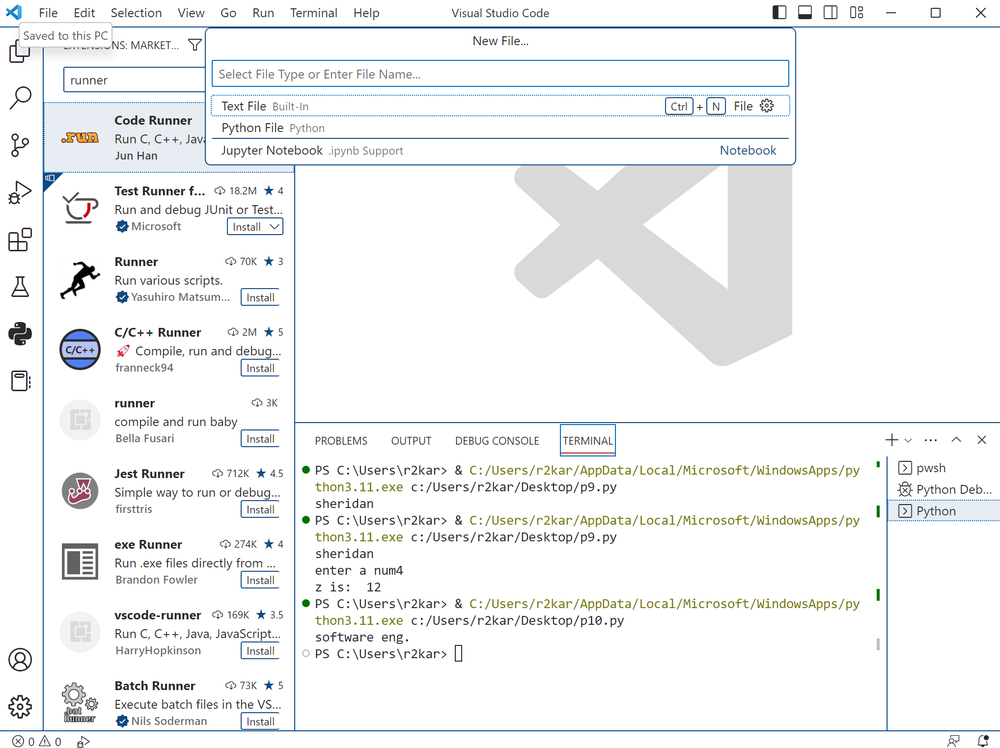 File Edit Selection View Go Run Terminal Help
Visual Studio Code
Saved to this PC
EXTENSIONS: MARKET...
runner
New File...
Select File Type or Enter File Name...
Text File Built-In Ctrl + N File
Python File Python
Jupyter Notebook .ipynb Support Notebook
.run
Code Runner
Run C, C++, Java
Jun Han
Test Runner f... 18.2M ★ 4
Run and debug JUnit or Test...
Microsoft Install
Runner 70K ★ 3
Run various scripts.
Yasuhiro Matsum... Install
C/C++
C/C++ Runner 2M ★ 5
🚀 Compile, run and debug...
franneck94 Install
runner 3K
compile and run baby
Bella Fusari Install
Jest Runner 712K ★ 4.5
Simple way to run or debug...
firsttris Install
exe Runner 274K ★ 4
Run .exe files directly from ...
Brandon Fowler Install
vscode-runner 169K ★ 3.5
Run C, C++, Java, JavaScript...
HarryHopkinson Install
.bat
Runner
Batch Runner 73K ★ 5
Execute batch files in the VS...
Nils Soderman Install
PROBLEMS OUTPUT DEBUG CONSOLE TERMINAL
PS C:\Users\r2kar> & C:/Users/r2kar/AppData/Local/Microsoft/WindowsApps/py
thon3.11.exe c:/Users/r2kar/Desktop/p9.py
sheridan
PS C:\Users\r2kar> & C:/Users/r2kar/AppData/Local/Microsoft/WindowsApps/py
thon3.11.exe c:/Users/r2kar/Desktop/p9.py
sheridan
enter a num4
z is:  12
PS C:\Users\r2kar> & C:/Users/r2kar/AppData/Local/Microsoft/WindowsApps/py
thon3.11.exe c:/Users/r2kar/Desktop/p10.py
software eng.
PS C:\Users\r2kar>
pwsh
Python Deb...
Python
0 0